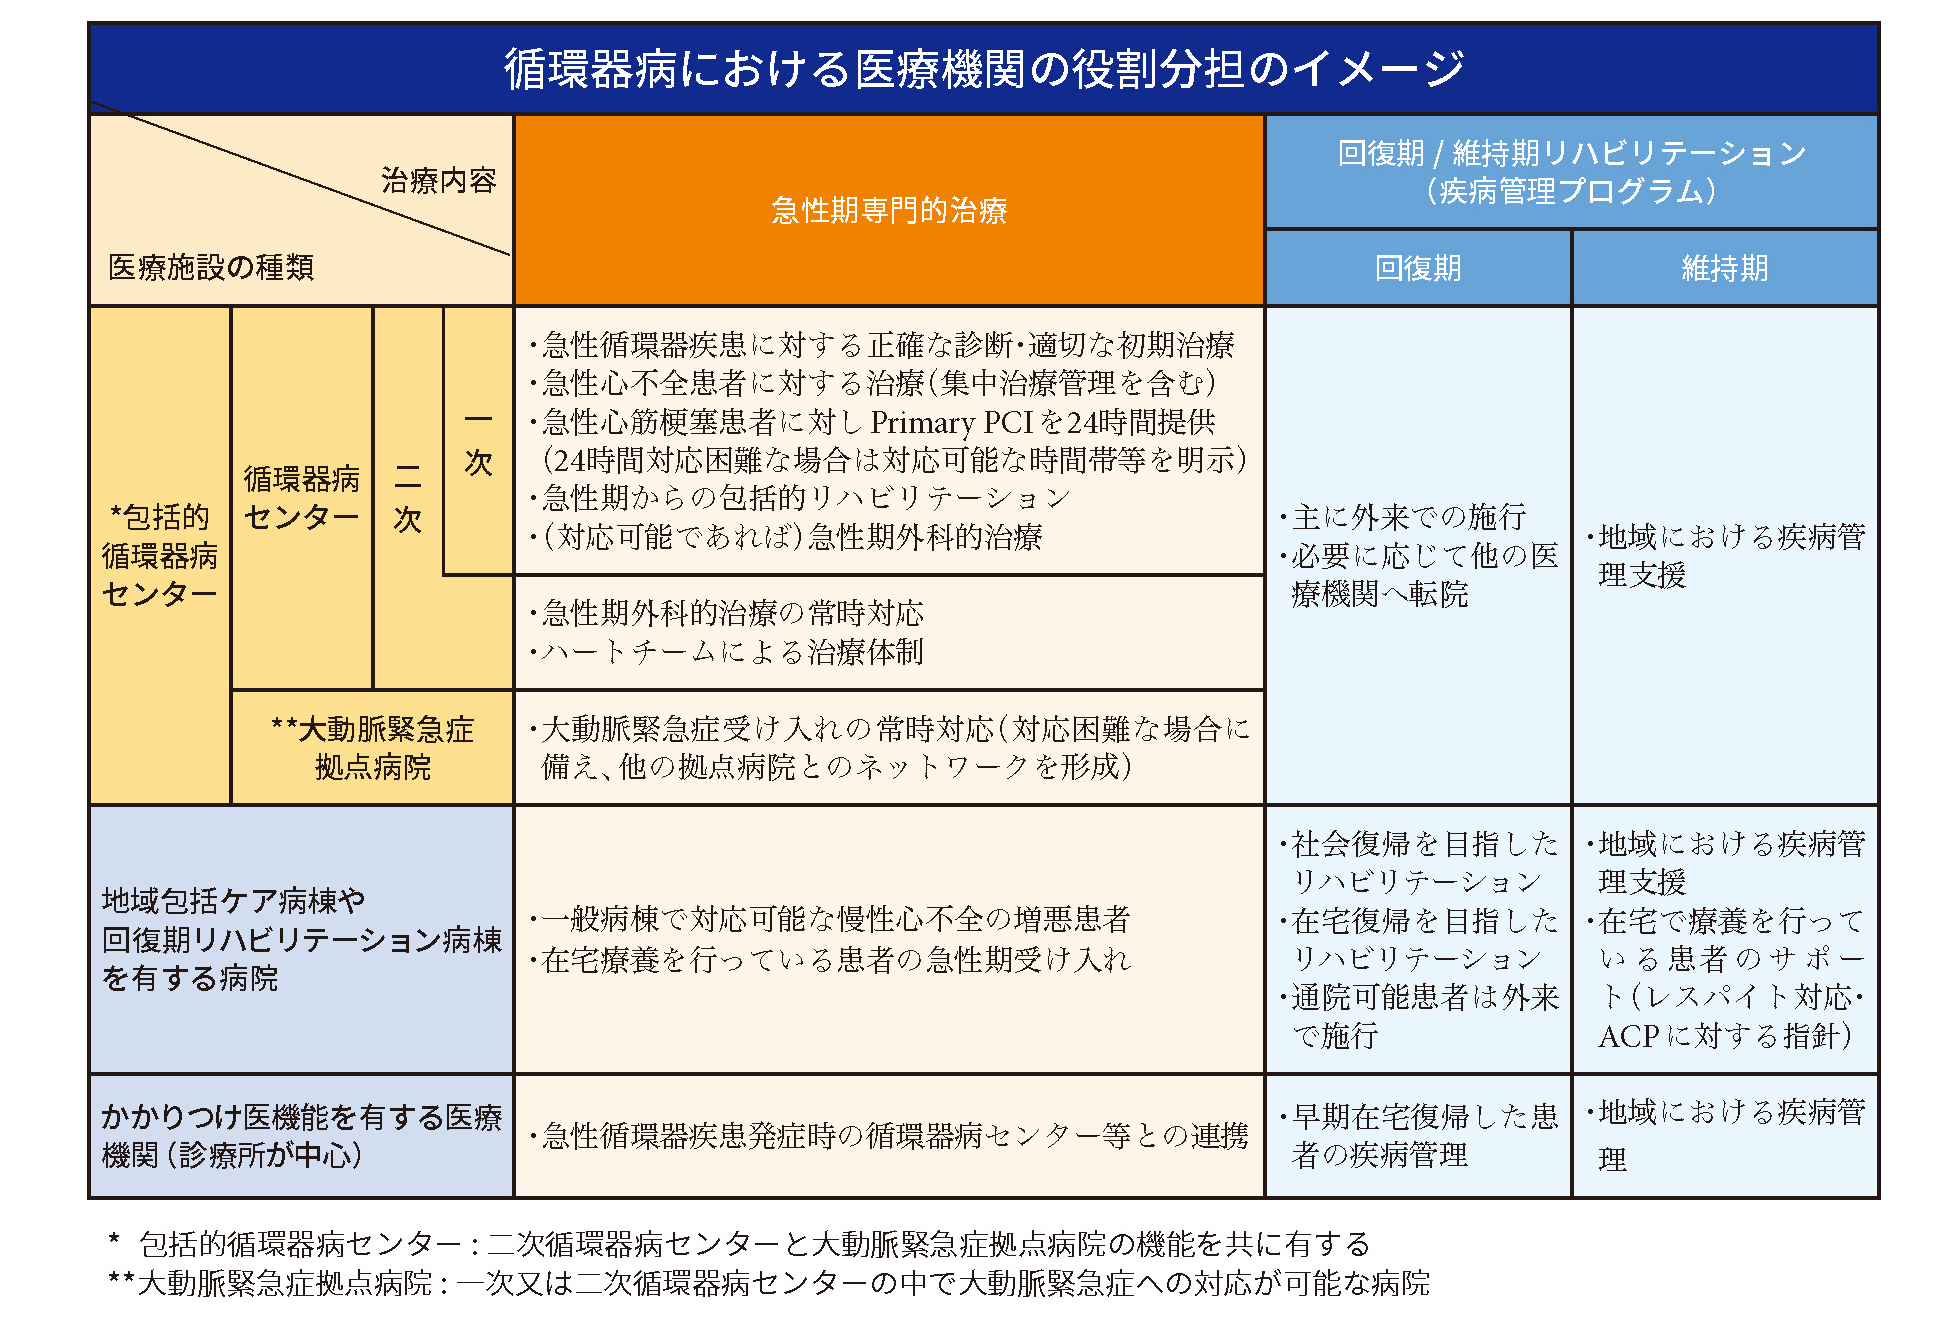 循環器病における医療機関の役割分担のイメージ
治療内容
医療施設の種類
急性期専門的治療
回復期 / 維持期リハビリテーション
（疾病管理プログラム）
回復期
維持期
*包括的
循環器病
センター
循環器病
センター
二
次
一
次
・急性循環器疾患に対する正確な診断・適切な初期治療
・急性心不全患者に対する治療（集中治療管理を含む）
・急性心筋梗塞患者に対し Primary PCIを24時間提供
（24時間対応困難な場合は対応可能な時間帯等を明示）
・急性期からの包括的リハビリテーション
・（対応可能であれば）急性期外科的治療
・急性期外科的治療の常時対応
・ハートチームによる治療体制
**大動脈緊急症
拠点病院
・大動脈緊急症受け入れの常時対応（対応困難な場合に
備え、他の拠点病院とのネットワークを形成）
・主に外来での施行
・必要に応じて他の医
療機関へ転院
・地域における疾病管
理支援
地域包括ケア病棟や
回復期リハビリテーション病棟
を有する病院
・一般病棟で対応可能な慢性心不全の増悪患者
・在宅療養を行っている患者の急性期受け入れ
・社会復帰を目指した
リハビリテーション
・在宅復帰を目指した
リハビリテーション
・通院可能患者は外来
で施行
・地域における疾病管
理支援
・在宅で療養を行って
いる患者のサポー
ト（レスパイト対応・
ACPに対する指針）
かかりつけ医機能を有する医療
機関（診療所が中心）
・急性循環器疾患発症時の循環器病センター等との連携
・早期在宅復帰した患
者の疾病管理
・地域における疾病管
理
* 包括的循環器病センター : 二次循環器病センターと大動脈緊急症拠点病院の機能を共に有する
**大動脈緊急症拠点病院 : 一次又は二次循環器病センターの中で大動脈緊急症への対応が可能な病院